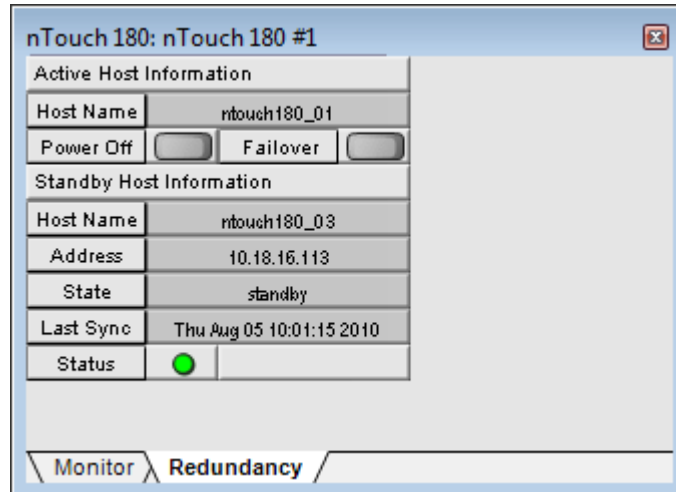 nTouch 180: nTouch 180 #1
Active Host Information
Host Name ntouch180_01
Power Off Failover
Standby Host Information
Host Name ntouch180_03
Address 10.18.16.113
State standby
Last Sync Thu Aug 05 10:01:15 2010
Status
Monitor Redundancy